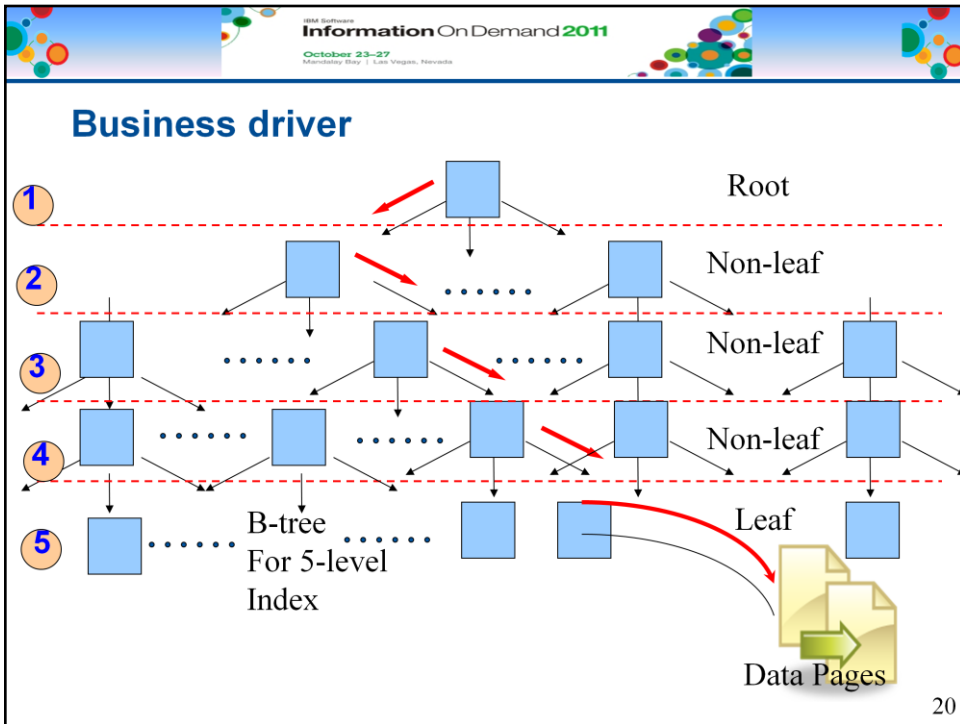 IBM Software
Information On Demand 2011
October 23–27
Mandalay Bay | Las Vegas, Nevada
Business driver
1
Root
2
Non-leaf
3
Non-leaf
4
Non-leaf
5
B-tree
For 5-level
Index
Leaf
Data Pages
20